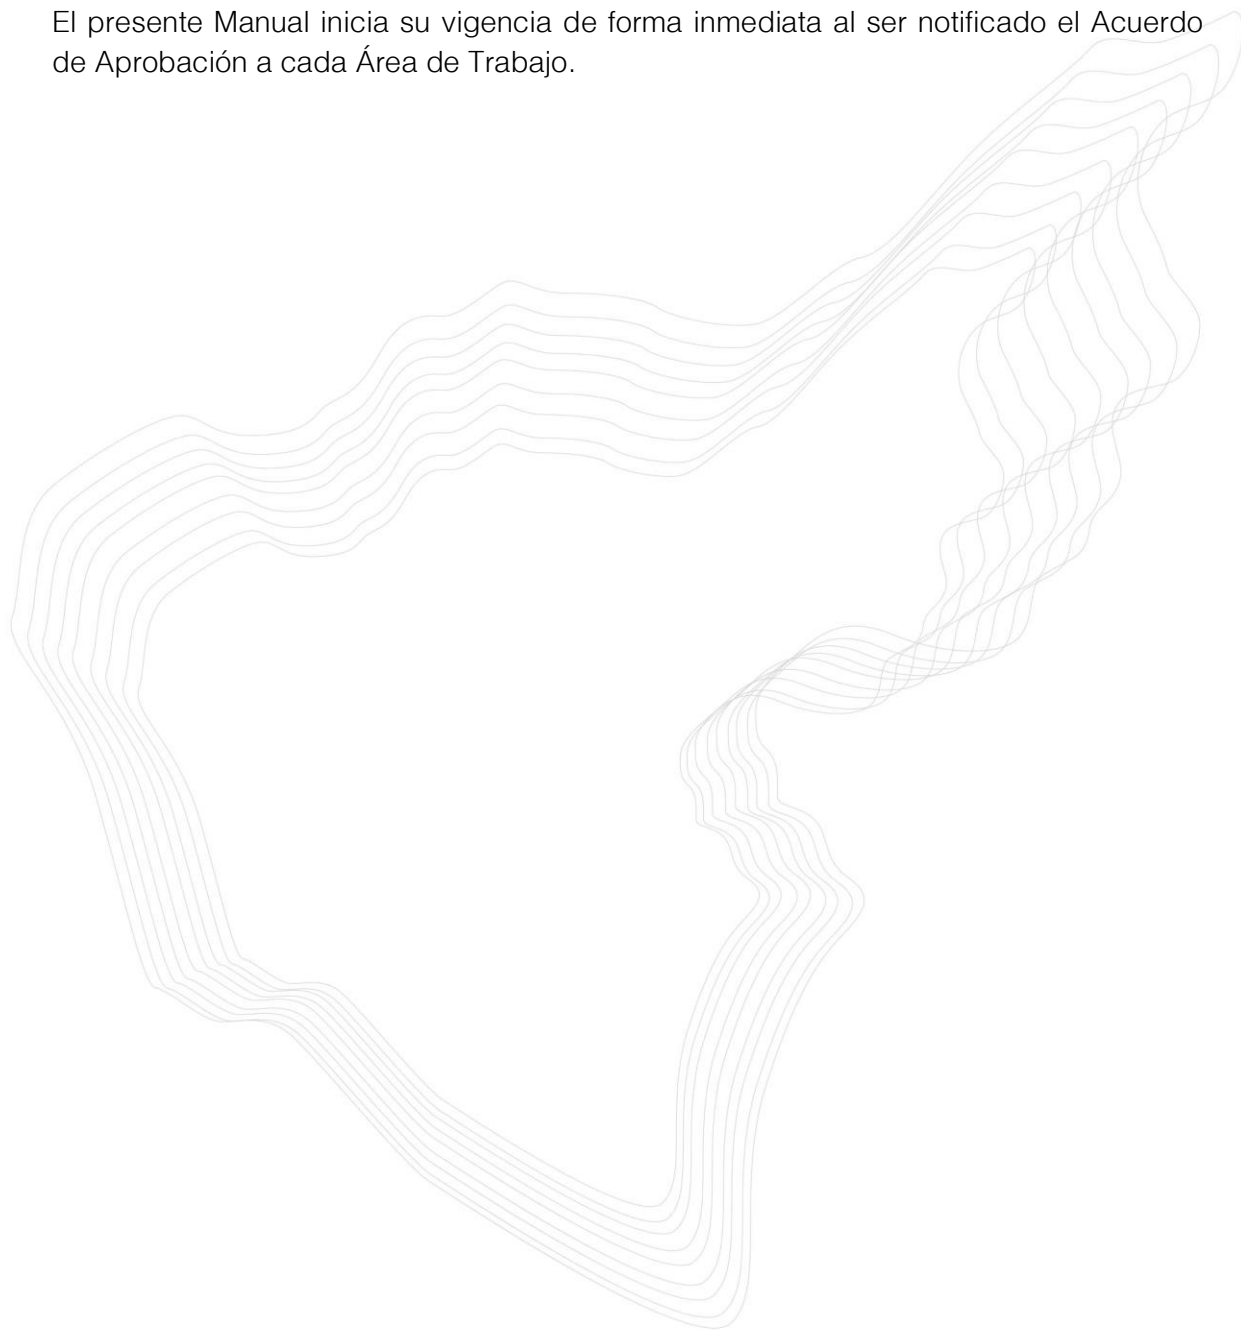 El presente Manual inicia su vigencia de forma inmediata al ser notificado el Acuerdo
de Aprobación a cada Área de Trabajo.